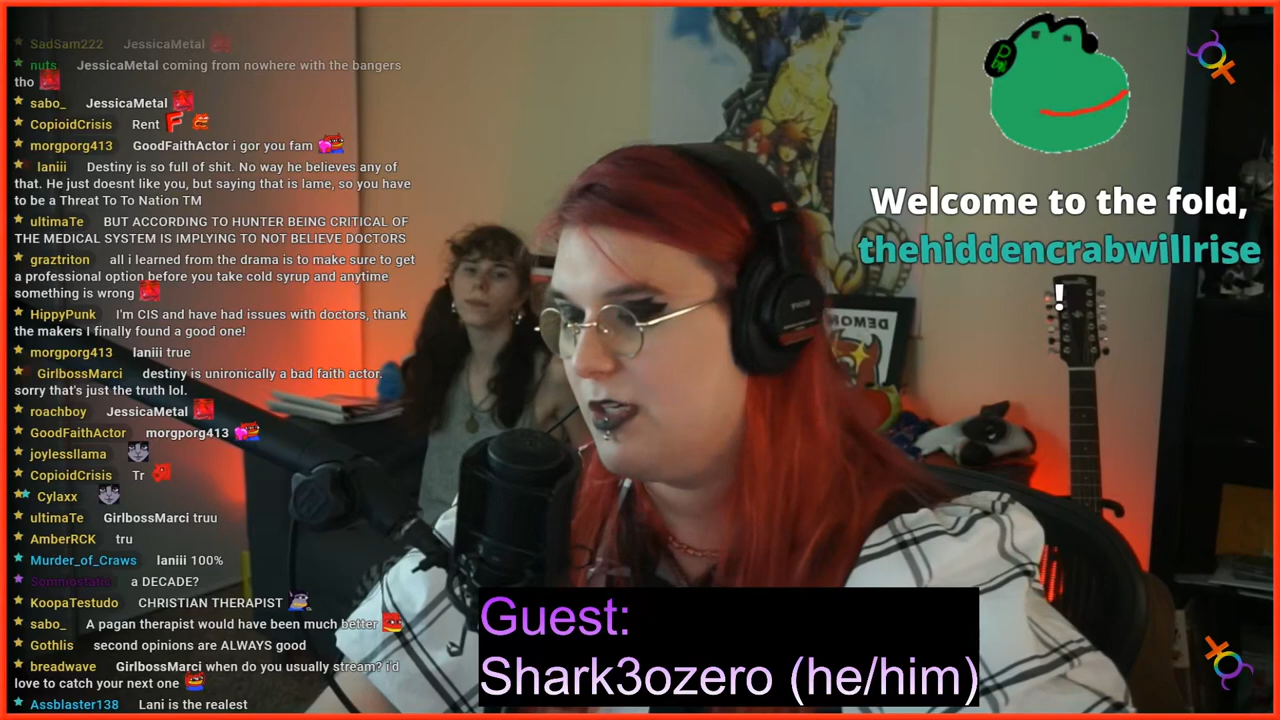 SadSam222 JessicaMetal
nuts JessicaMetal coming from nowhere with the bangers
tho
sabo_ JessicaMetal
CopioidCrisis Rent F
morgporg413 GoodFaithActor i gor you fam
laniii Destiny is so full of shit. No way he believes any of
that. He just doesnt like you, but saying that is lame, so you have
to be a Threat To To Nation TM
ultimaTe BUT ACCORDING TO HUNTER BEING CRITICAL OF
THE MEDICAL SYSTEM IS IMPLYING TO NOT BELIEVE DOCTORS
graztriton all i learned from the drama is to make sure to get
a professional option before you take cold syrup and anytime
something is wrong
HippyPunk I'm CIS and have had issues with doctors, thank
the makers I finally found a good one!
morgporg413 laniii true
GirlbossMarci destiny is unironically a bad faith actor.
sorry that's just the truth lol.
roachboy JessicaMetal
GoodFaithActor morgporg413
joylessllama
CopioidCrisis Tr
Cylaxx
ultimaTe GirlbossMarci truu
AmberRCK tru
Murder_of_Craws laniii 100%
Somniostatic a DECADE?
KoopaTestudo CHRISTIAN THERAPIST
sabo_ A pagan therapist would have been much better
Gothlis second opinions are ALWAYS good
breadwave GirlbossMarci when do you usually stream? i'd
love to catch your next one
Assblaster138 Lani is the realest
Welcome to the fold,
thehiddencrabwillrise
!
DEMON
Guest:
Shark3ozero (he/him)